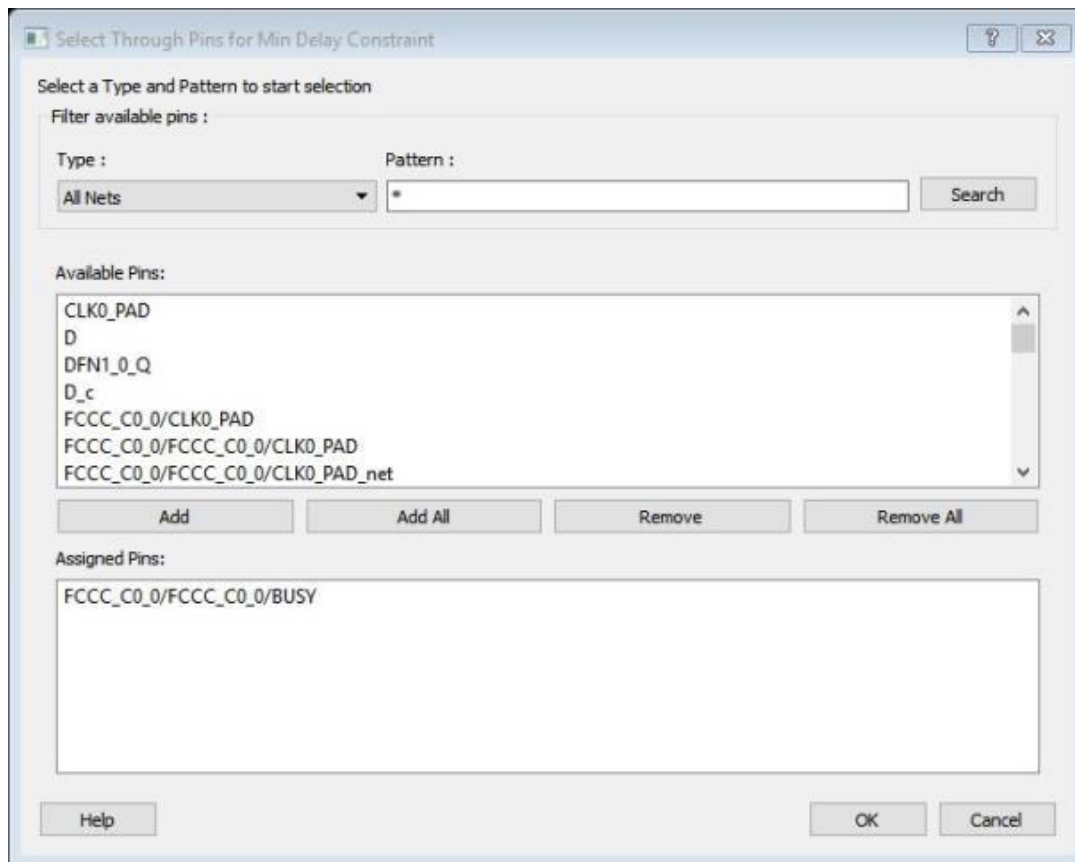 Select Through Pins for Min Delay Constraint
Select a Type and Pattern to start selection
Filter available pins :
Type :
Pattern :
All Nets
*
Search
Available Pins:
CLK0_PAD
D
DFN1_0_Q
D_c
FCCC_C0_0/CLK0_PAD
FCCC_C0_0/FCCC_C0_0/CLK0_PAD
FCCC_C0_0/FCCC_C0_0/CLK0_PAD_net
Add
Add All
Remove
Remove All
Assigned Pins:
FCCC_C0_0/FCCC_C0_0/BUSY
Help
OK
Cancel